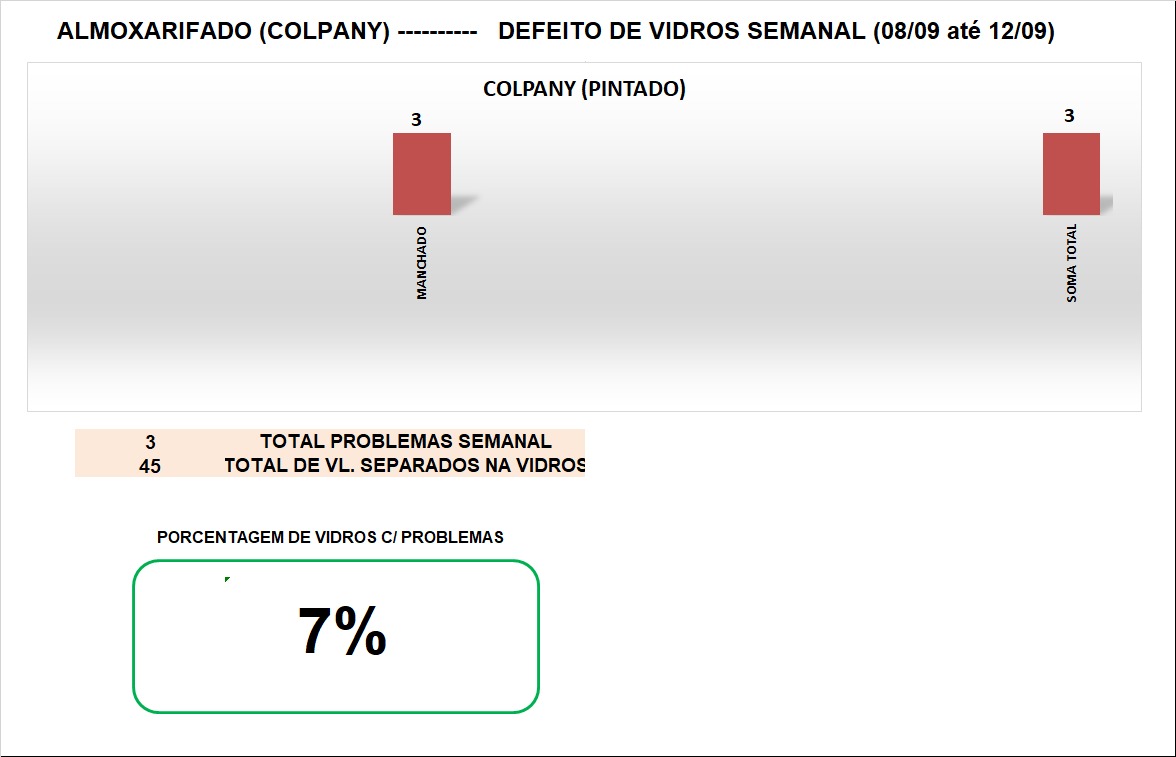 ALMOXARIFADO (COLPANY) ---------- DEFEITO DE VIDROS SEMANAL (08/09 até 12/09)
COLPANY (PINTADO)
3
3
MANCHADO
SOMA TOTAL
3 TOTAL PROBLEMAS SEMANAL
45 TOTAL DE VL. SEPARADOS NA VIDROS
PORCENTAGEM DE VIDROS C/ PROBLEMAS
7%